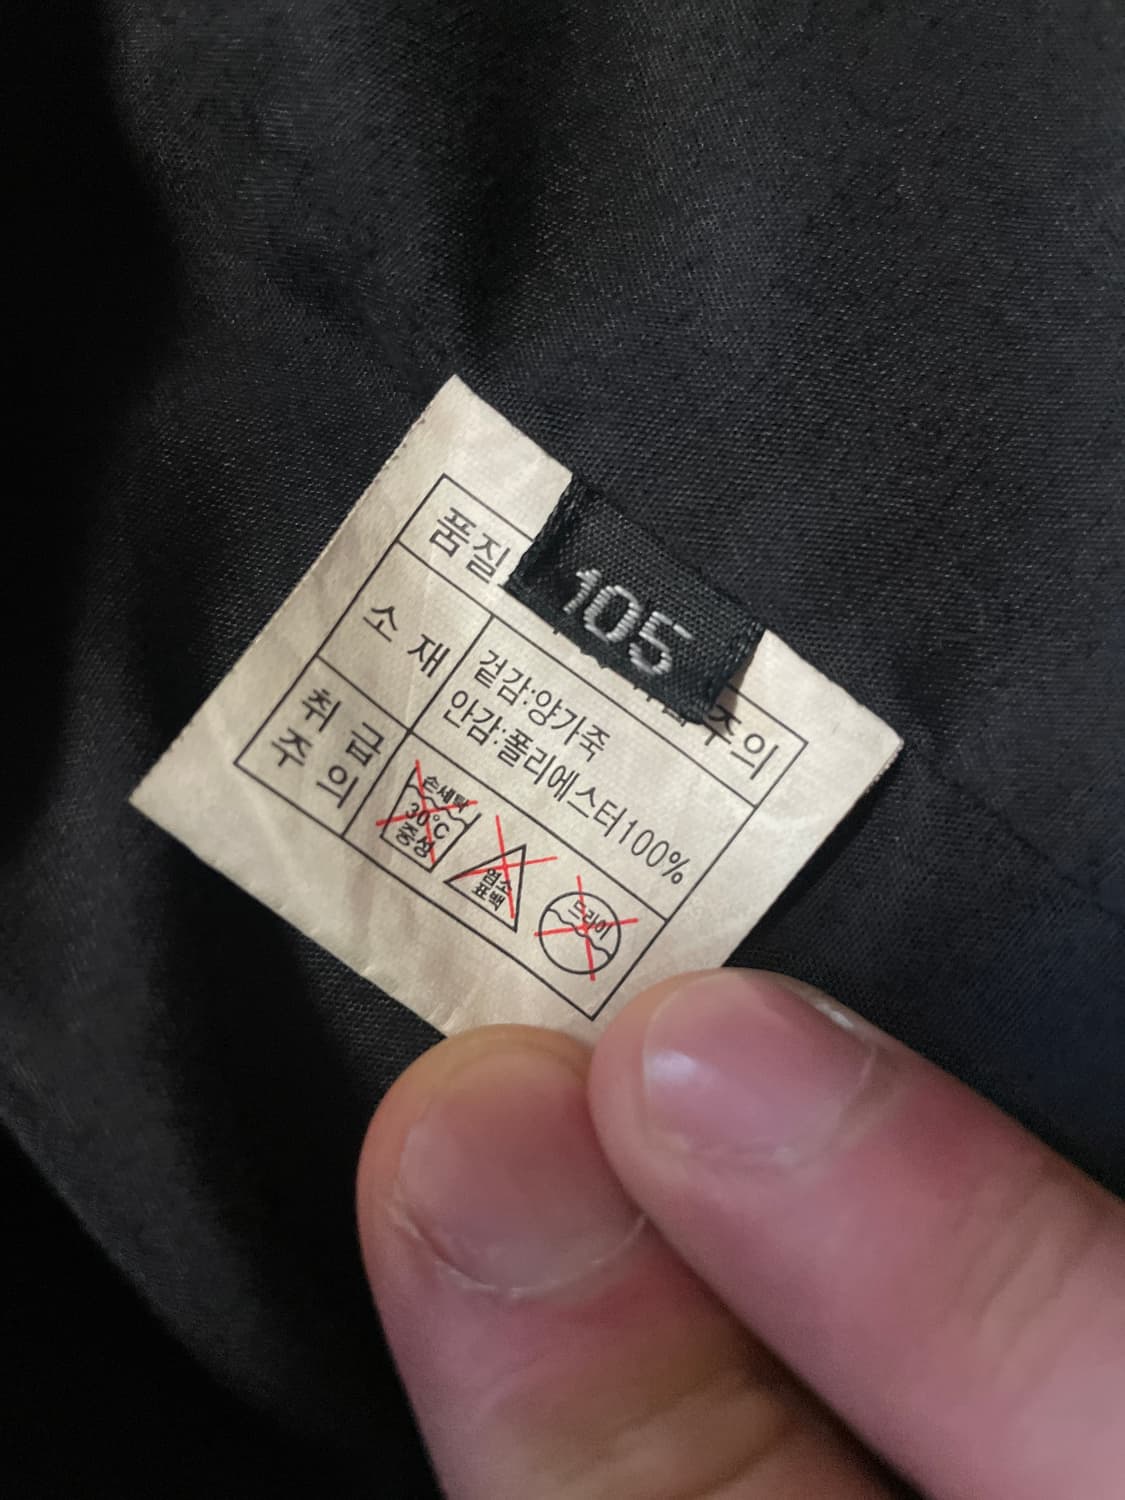 105
품질 주의
소 재
겉감:양가죽
안감:폴리에스터100%
취 급
주 의
손세탁
30°C
중성
염소
표백
드라이